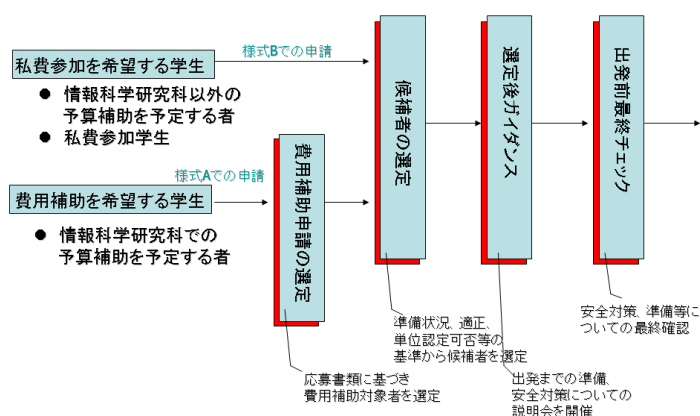 様式Bでの申請
私費参加を希望する学生
● 情報科学研究科以外の
予算補助を予定する者
● 私費参加学生
様式Aでの申請
費用補助を希望する学生
● 情報科学研究科での
予算補助を予定する者
費用補助申請の選定
候補者の選定
選定後ガイダンス
出発前最終チェック
応募書類に基づき
費用補助対象者を選定
準備状況、適正、
単位認定可否等の
基準から候補者を選定
出発までの準備、
安全対策についての
説明会を開催
安全対策、準備等に
ついての最終確認